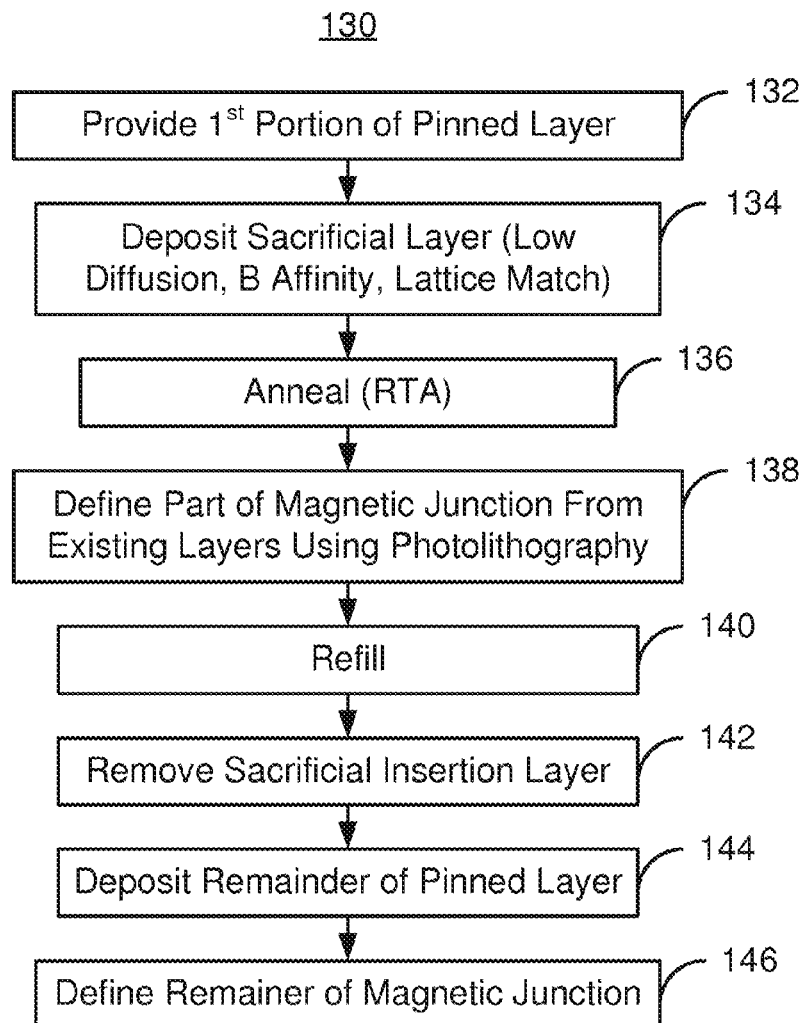 130
132
Provide 1st Portion of Pinned Layer
134
Deposit Sacrificial Layer (Low
Diffusion, B Affinity, Lattice Match)
136
Anneal (RTA)
138
Define Part of Magnetic Junction From
Existing Layers Using Photolithography
140
Refill
142
Remove Sacrificial Insertion Layer
144
Deposit Remainder of Pinned Layer
146
Define Remainer of Magnetic Junction